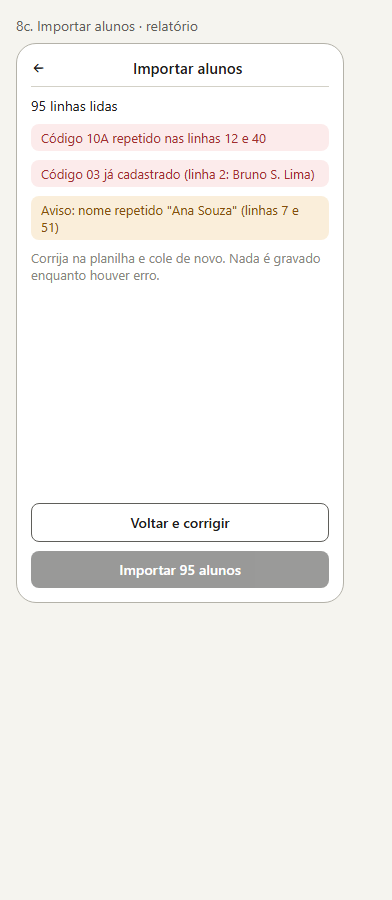 8c. Importar alunos · relatório
← Importar alunos
95 linhas lidas
Código 10A repetido nas linhas 12 e 40
Código 03 já cadastrado (linha 2: Bruno S. Lima)
Aviso: nome repetido "Ana Souza" (linhas 7 e
51)
Corrija na planilha e cole de novo. Nada é gravado
enquanto houver erro.
Voltar e corrigir
Importar 95 alunos